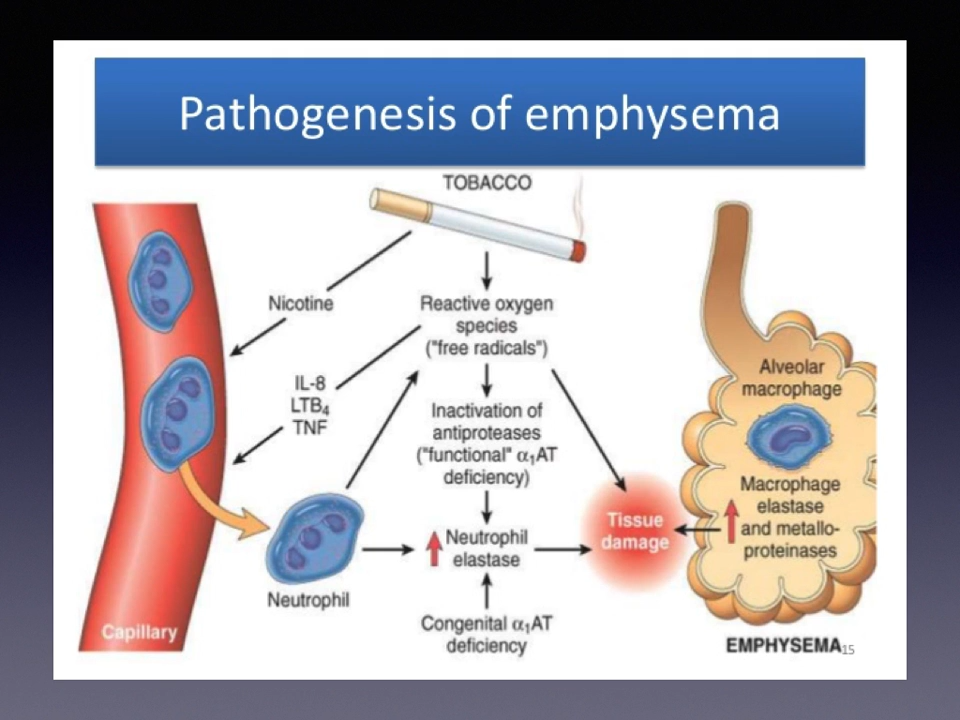 Pathogenesis of emphysema
TOBACCO
Nicotine
Reactive oxygen
species
("free radicals")
IL-8
LTB₄
TNF
Inactivation of
antiproteases
("functional" α₁AT
deficiency)
Alveolar
macrophage
Macrophage
elastase
and metallo-
proteinases
Tissue
damage
Neutrophil
elastase
Neutrophil
Congenital α₁AT
deficiency
Capillary
EMPHYSEMA
15